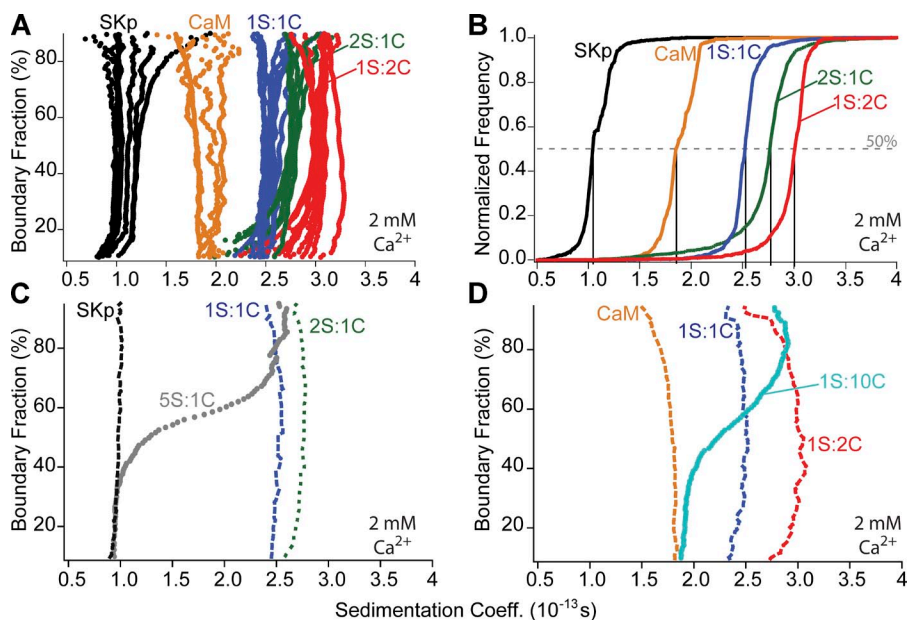 A
SKp
CaM
1S:1C
2S:1C
1S:2C
Boundary Fraction (%)
80
60
40
20
2 mM
Ca2+
0.5
1.0
1.5
2.0
2.5
3.0
3.5
4
B
SKp
CaM
1S:1C
2S:1C
1S:2C
50%
Normalized Frequency
1.0
0.8
0.6
0.4
0.2
0.0
2 mM
Ca2+
0.5
1.0
1.5
2.0
2.5
3.0
3.5
4
C
SKp
1S:1C
2S:1C
5S:1C
Boundary Fraction (%)
80
60
40
20
2 mM
Ca2+
0.5
1.0
1.5
2.0
2.5
3.0
3.5
4
D
CaM
1S:1C
1S:10C
1S:2C
Boundary Fraction (%)
80
60
40
20
2 mM
Ca2+
0.5
1.0
1.5
2.0
2.5
3.0
3.5
4
Sedimentation Coeff. (10-13s)